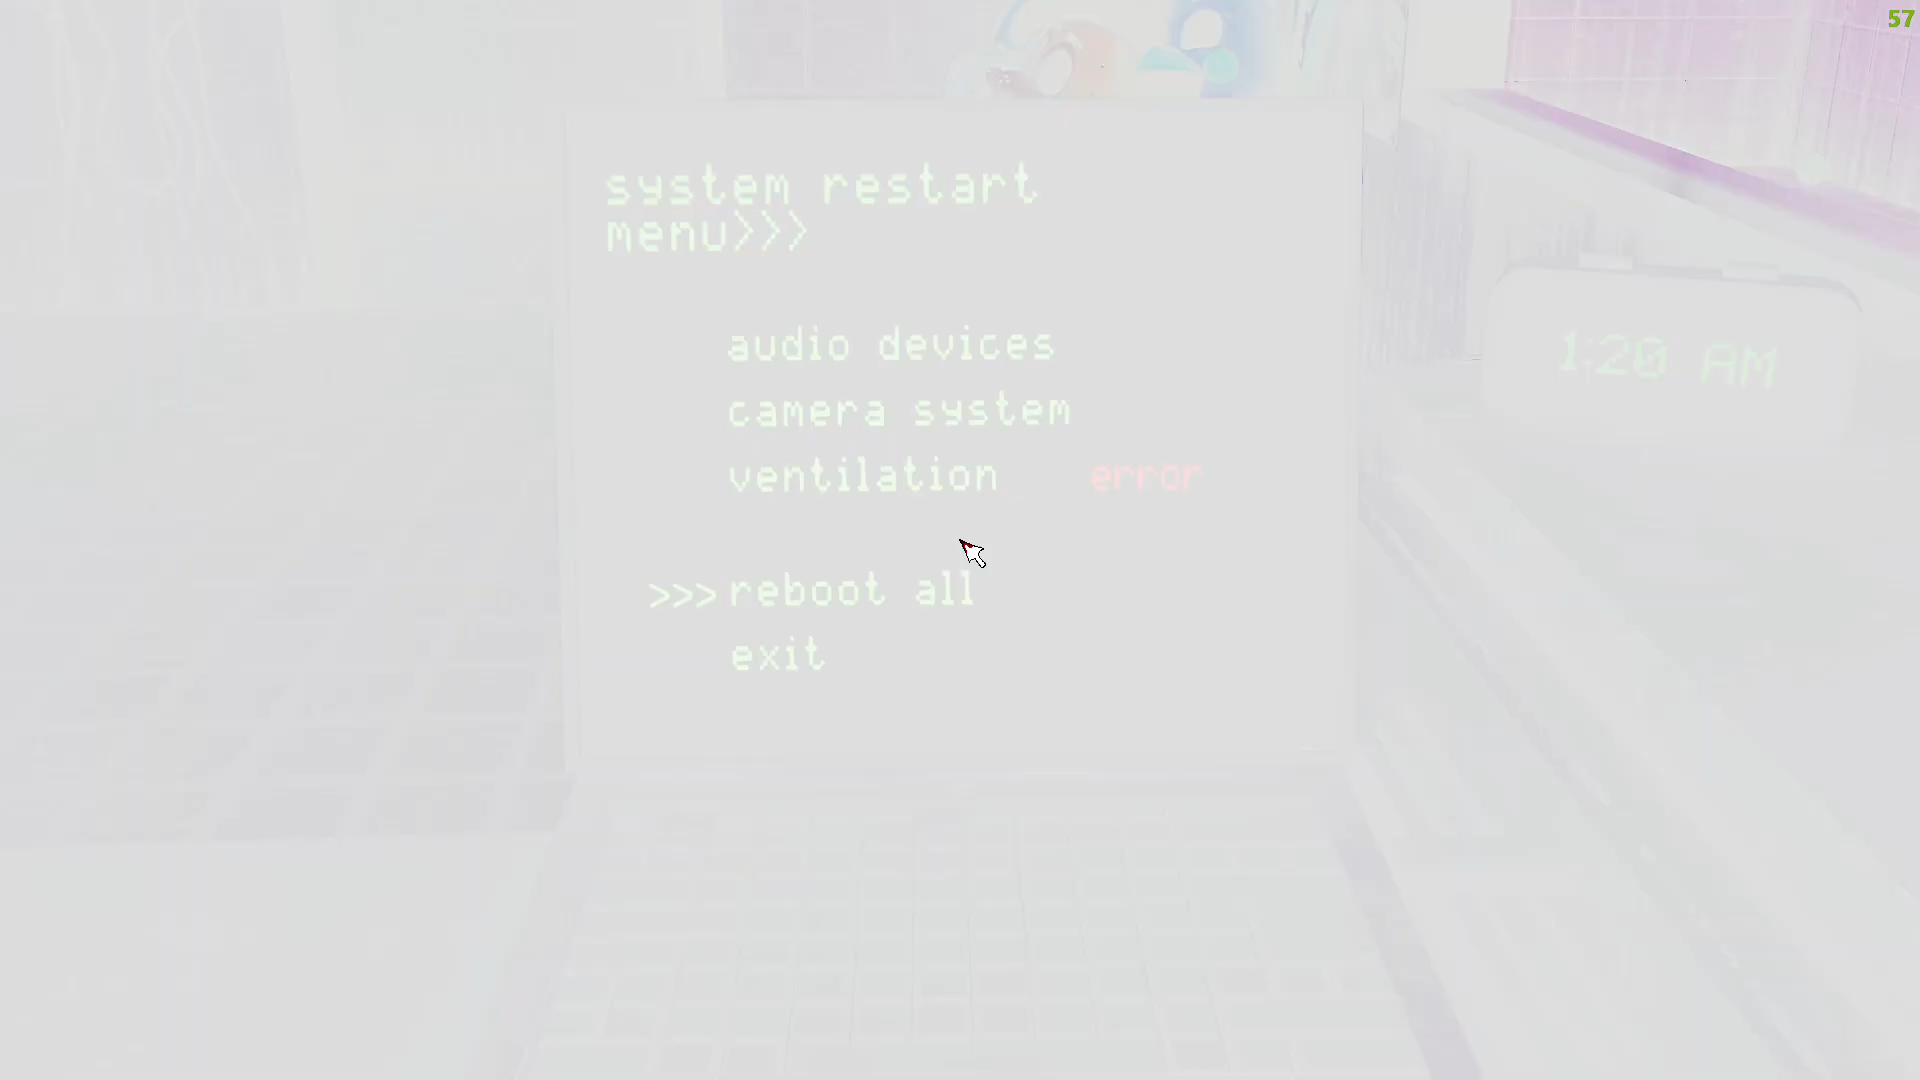 57
system restart
menu>>>
audio devices
camera system
ventilation error
>>>reboot all
exit
1:20 AM